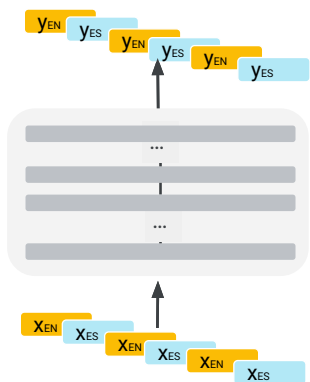 yEN
yES
yEN
yES
yEN
yES
...
...
xEN
xES
xEN
xES
xEN
xES